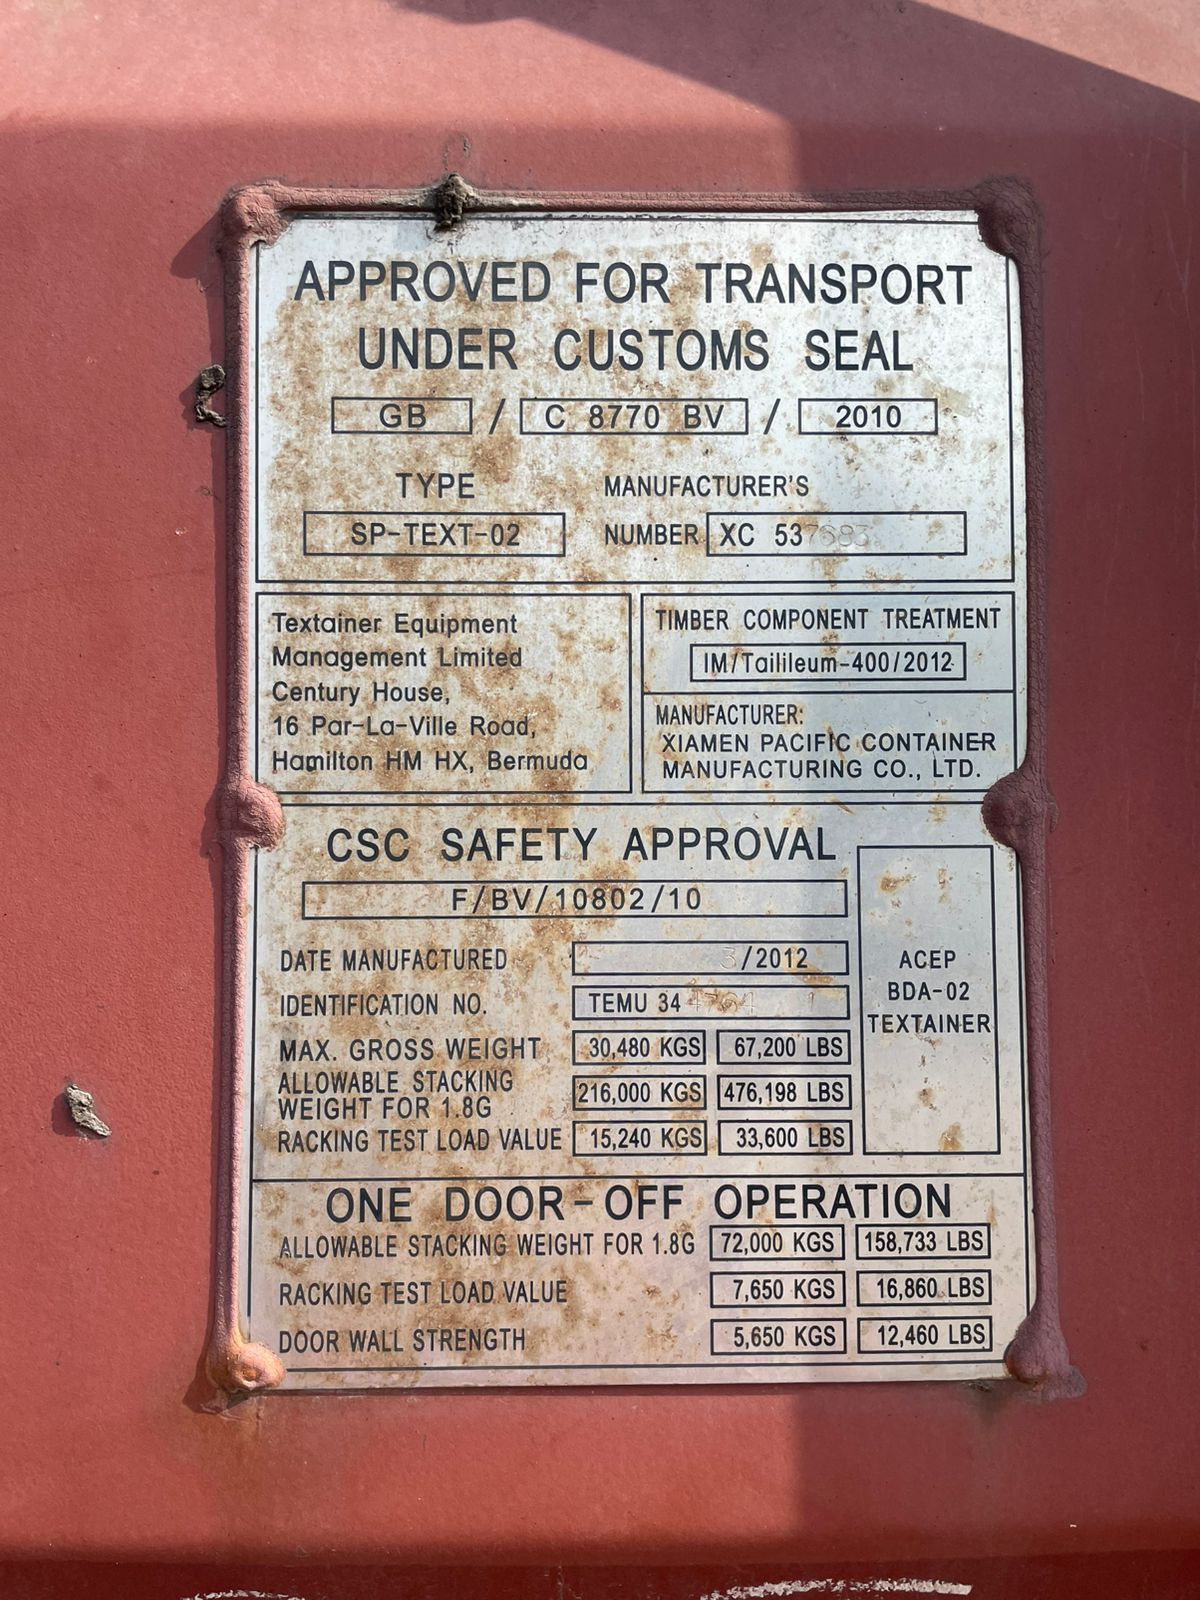 APPROVED FOR TRANSPORT
UNDER CUSTOMS SEAL
GB / C 8770 BV / 2010
TYPE
SP-TEXT-02
MANUFACTURER'S
NUMBER XC 537683
Textainer Equipment
Management Limited
Century House,
16 Par-La-Ville Road,
Hamilton HM HX, Bermuda
TIMBER COMPONENT TREATMENT
IM/Tailileum-400/2012
MANUFACTURER:
XIAMEN PACIFIC CONTAINER
MANUFACTURING CO., LTD.
CSC SAFETY APPROVAL
F/BV/10802/10
DATE MANUFACTURED 3/2012
IDENTIFICATION NO. TEMU 34
MAX. GROSS WEIGHT 30,480 KGS 67,200 LBS
ALLOWABLE STACKING
WEIGHT FOR 1.8G 216,000 KGS 476,198 LBS
RACKING TEST LOAD VALUE 15,240 KGS 33,600 LBS
ACEP
BDA-02
TEXTAINER
ONE DOOR-OFF OPERATION
ALLOWABLE STACKING WEIGHT FOR 1.8G 72,000 KGS 158,733 LBS
RACKING TEST LOAD VALUE 7,650 KGS 16,860 LBS
DOOR WALL STRENGTH 5,650 KGS 12,460 LBS